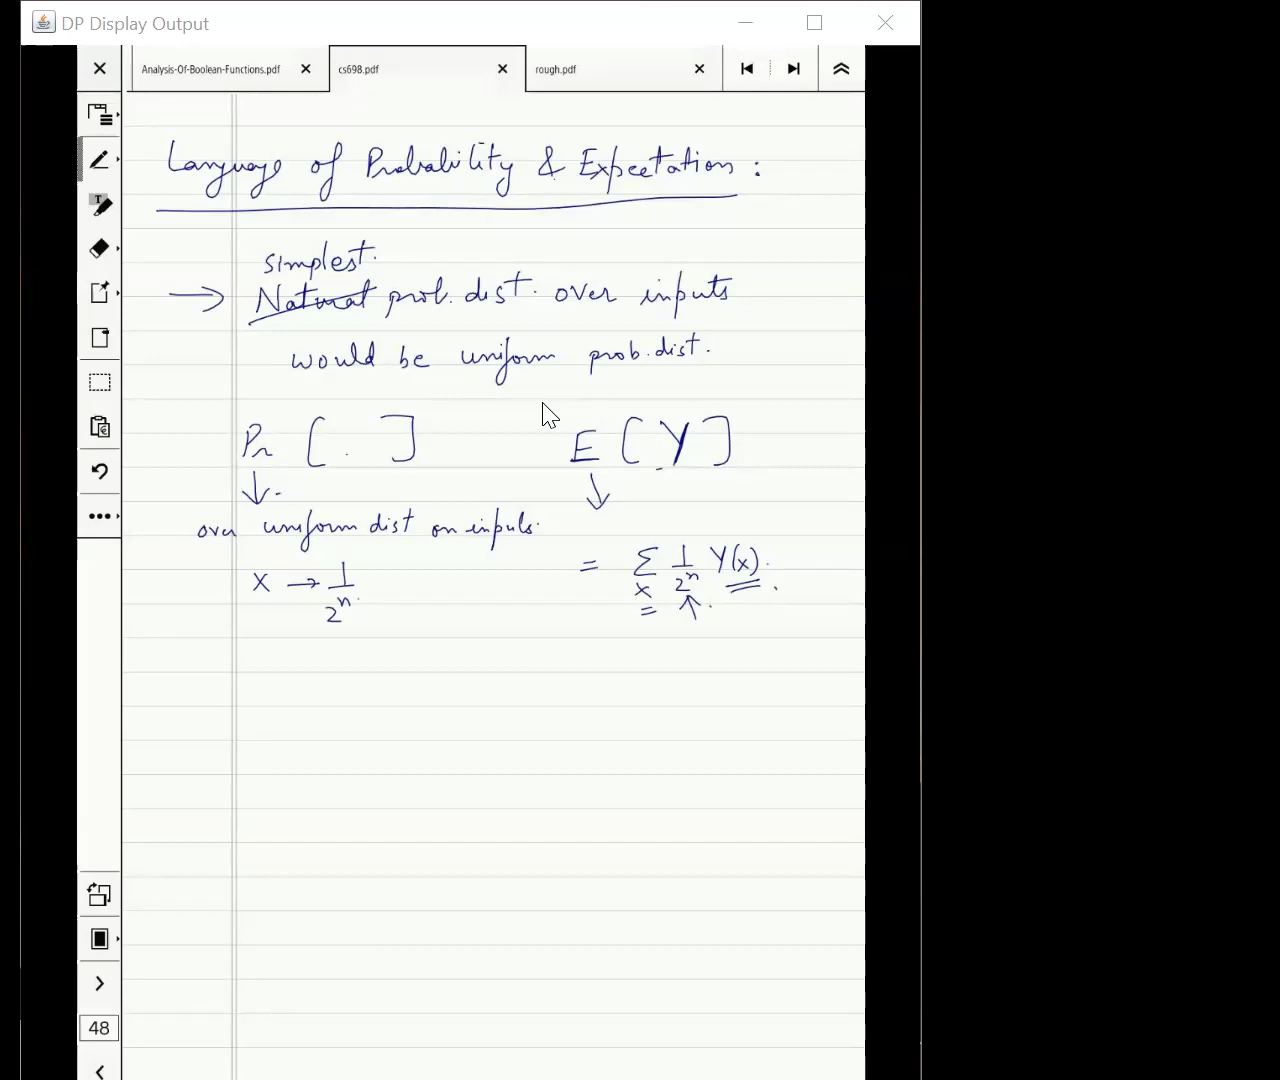 DP Display Output
Analysis-Of-Boolean-Functions.pdf cs698.pdf rough.pdf
Language of Probability & Expectation :
simplest.
→ Natural prob. dist. over inputs
would be uniform prob. dist.
Pr [ . ] E [ Y ]
↓ ↓
over uniform dist on inputs.
x → 1/2^n = Σ_x 1/2^n Y(x).
= ↑.
48